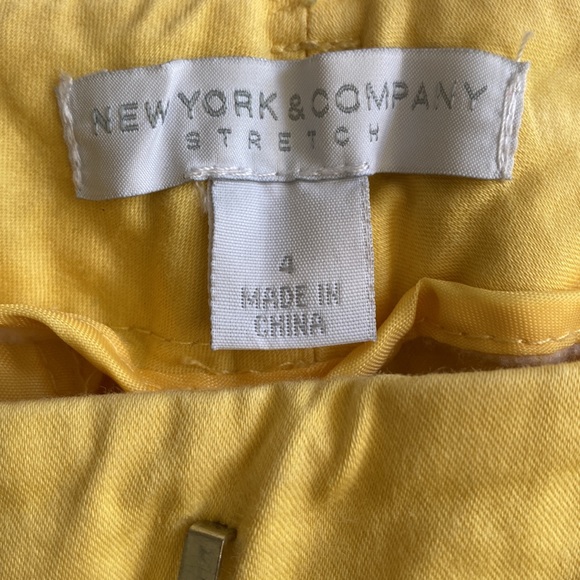 NEW YORK & COMPANY
STRETCH
4
MADE IN
CHINA